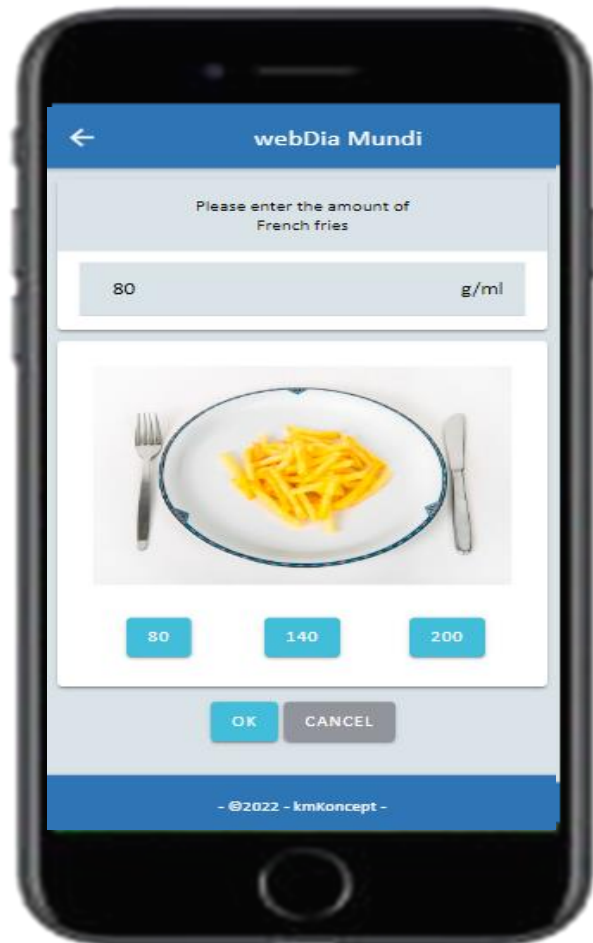 webDia Mundi
Please enter the amount of
French fries
80 g/ml
80 140 200
OK CANCEL
- ©2022 - kmKoncept -